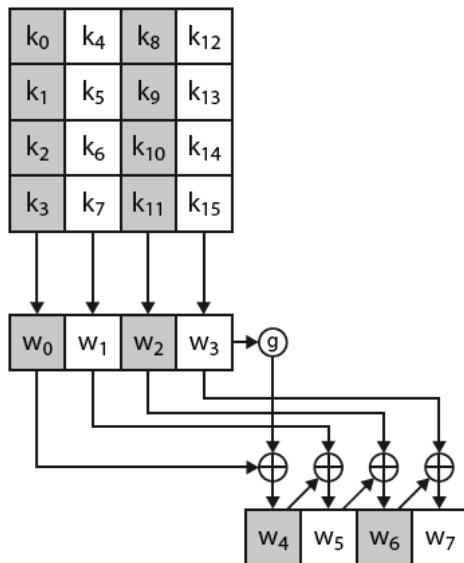 k₀ k₄ k₈ k₁₂
k₁ k₅ k₉ k₁₃
k₂ k₆ k₁₀ k₁₄
k₃ k₇ k₁₁ k₁₅
w₀ w₁ w₂ w₃ g
w₄ w₅ w₆ w₇